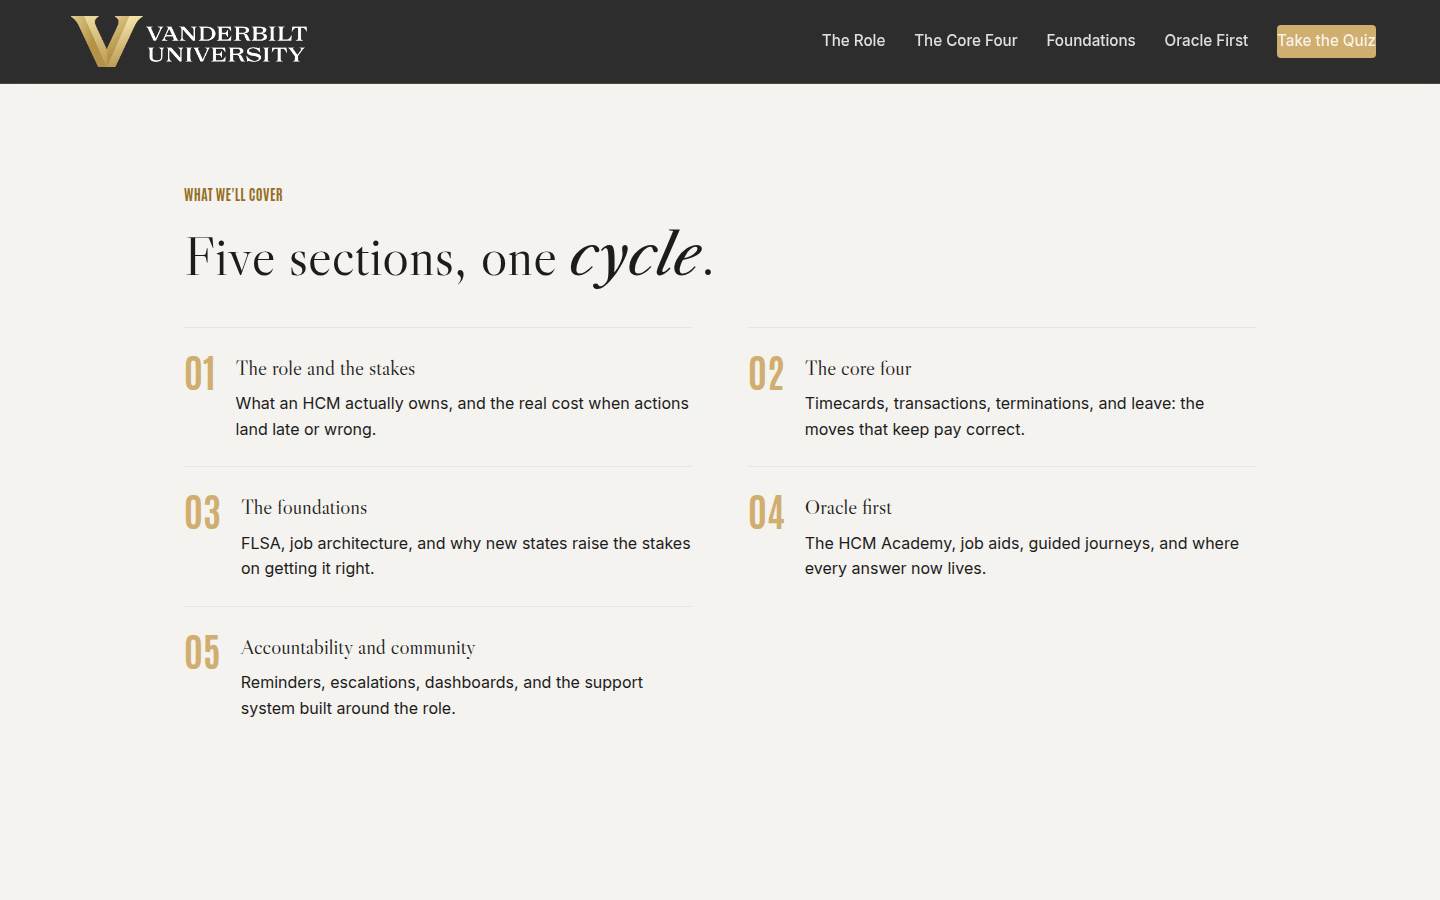 VANDERBILT
UNIVERSITY
The Role
The Core Four
Foundations
Oracle First
Take the Quiz
WHAT WE'LL COVER
Five sections, one cycle.
01
The role and the stakes
What an HCM actually owns, and the real cost when actions
land late or wrong.
02
The core four
Timecards, transactions, terminations, and leave: the
moves that keep pay correct.
03
The foundations
FLSA, job architecture, and why new states raise the stakes
on getting it right.
04
Oracle first
The HCM Academy, job aids, guided journeys, and where
every answer now lives.
05
Accountability and community
Reminders, escalations, dashboards, and the support
system built around the role.